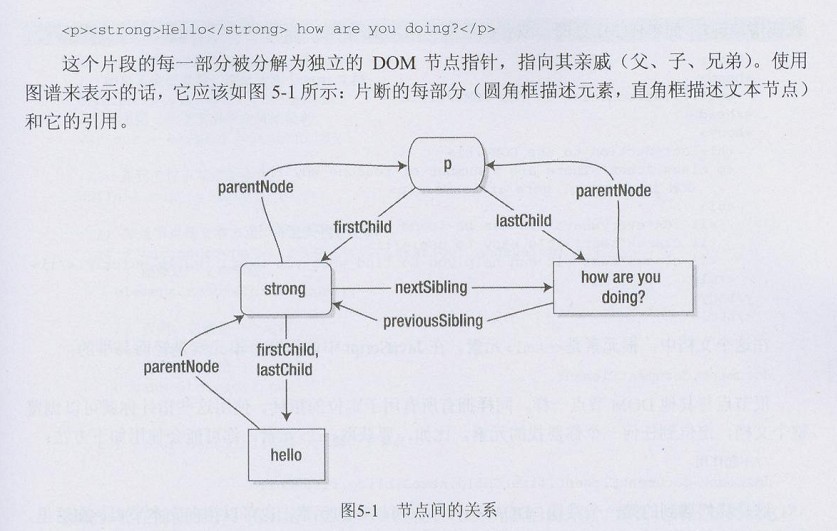 <p><strong>Hello</strong> how are you doing?</p>
这个片段的每一部分被分解为独立的 DOM 节点指针，指向其亲戚（父、子、兄弟）。使用
图谱来表示的话，它应该如图 5-1 所示：片断的每部分（圆角框描述元素，直角框描述文本节点）
和它的引用。
p
parentNode
parentNode
firstChild
lastChild
strong
nextSibling
how are you
doing?
previousSibling
firstChild,
lastChild
parentNode
hello
图5-1 节点间的关系